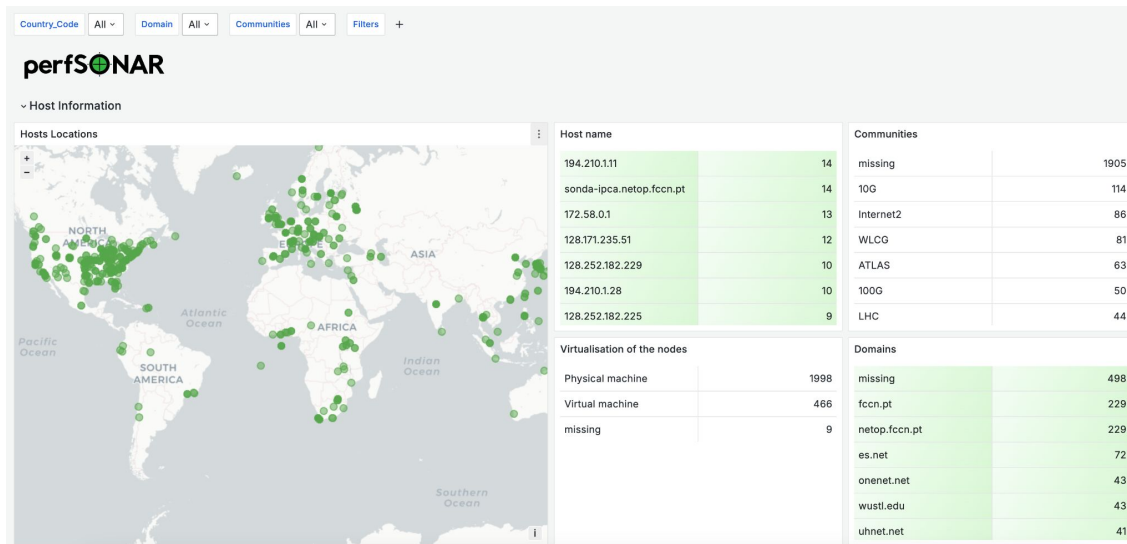 Country_Code All Domain All Communities All Filters +
perfSONAR
Host Information
Hosts Locations
+
−
NORTH
AMERICA
EUROPE
ASIA
Atlantic
Ocean
AFRICA
Pacific
Ocean
Indian
Ocean
SOUTH
AMERICA
Southern
Ocean
i
Host name
194.210.1.11 14
sonda-ipca.netop.fccn.pt 14
172.58.0.1 13
128.171.235.51 12
128.252.182.229 10
194.210.1.28 10
128.252.182.225 9
Communities
missing 1905
10G 114
Internet2 86
WLCG 81
ATLAS 63
100G 50
LHC 44
Virtualisation of the nodes
Physical machine 1998
Virtual machine 466
missing 9
Domains
missing 498
fccn.pt 229
netop.fccn.pt 229
es.net 72
onenet.net 43
wustl.edu 43
uhnet.net 41